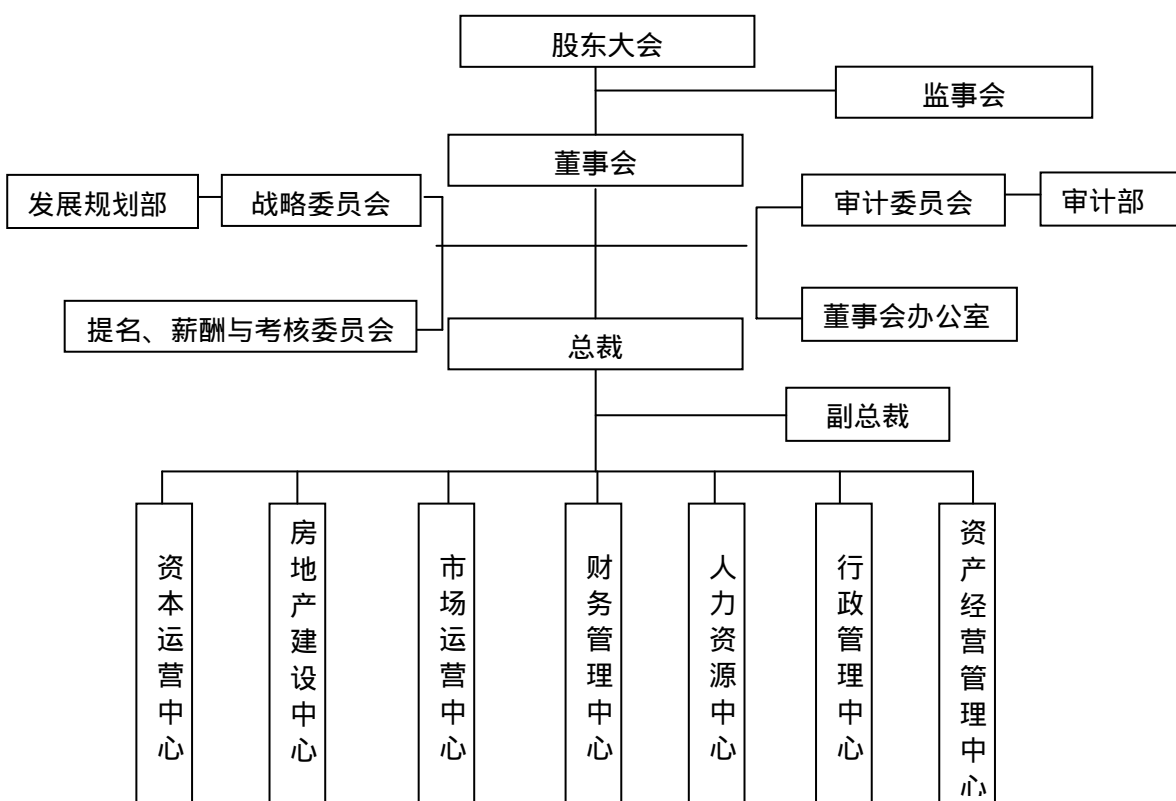 股东大会
监事会
董事会
发展规划部
战略委员会
审计委员会
审计部
提名、薪酬与考核委员会
董事会办公室
总裁
副总裁
资本运营中心
房地产建设中心
市场运营中心
财务管理中心
人力资源中心
行政管理中心
资产经营管理中心